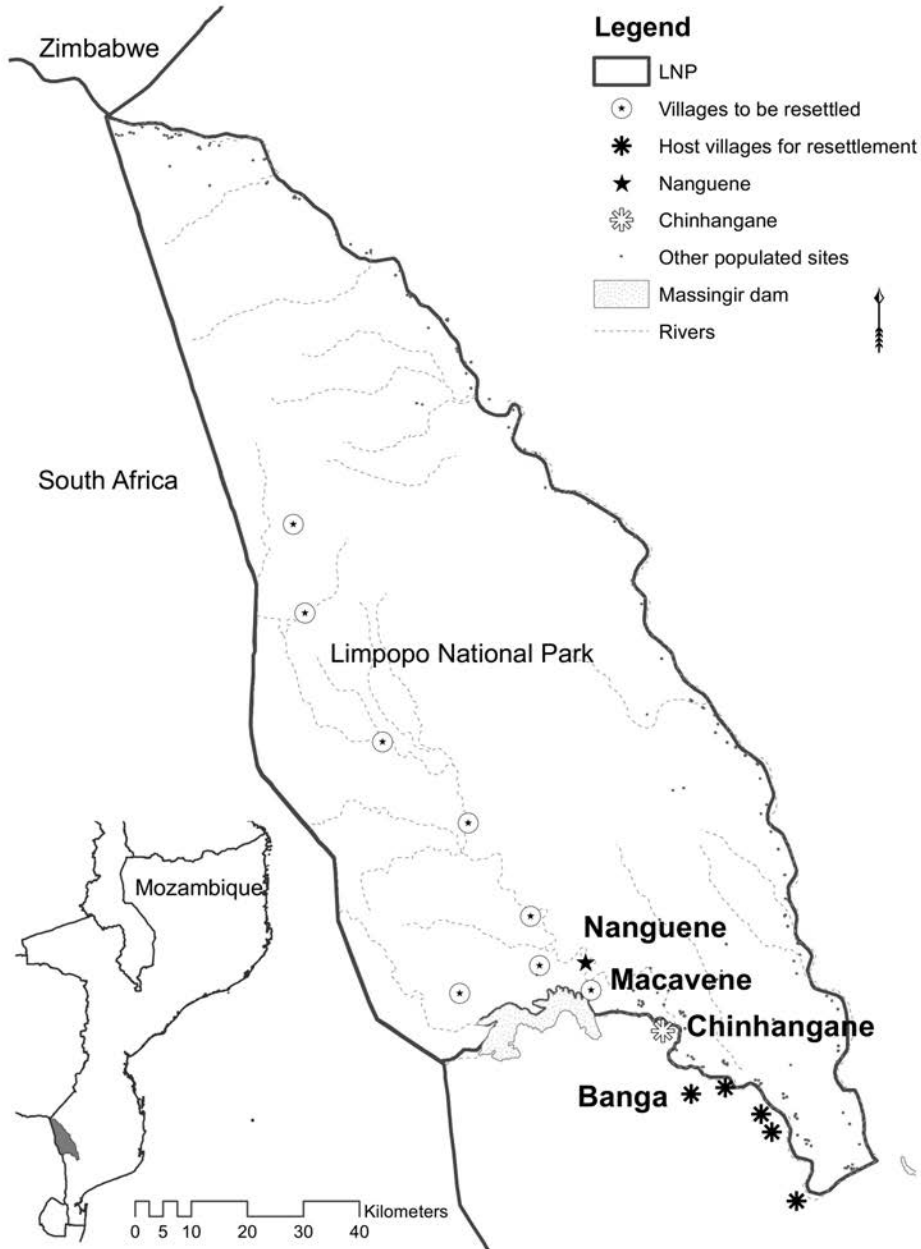 Zimbabwe
Legend
LNP
Villages to be resettled
Host villages for resettlement
Nanguene
Chinhangane
Other populated sites
Massingir dam
Rivers
South Africa
Limpopo National Park
Mozambique
Nanguene
Macavene
Chinhangane
Banga
Kilometers
0 5 10 20 30 40